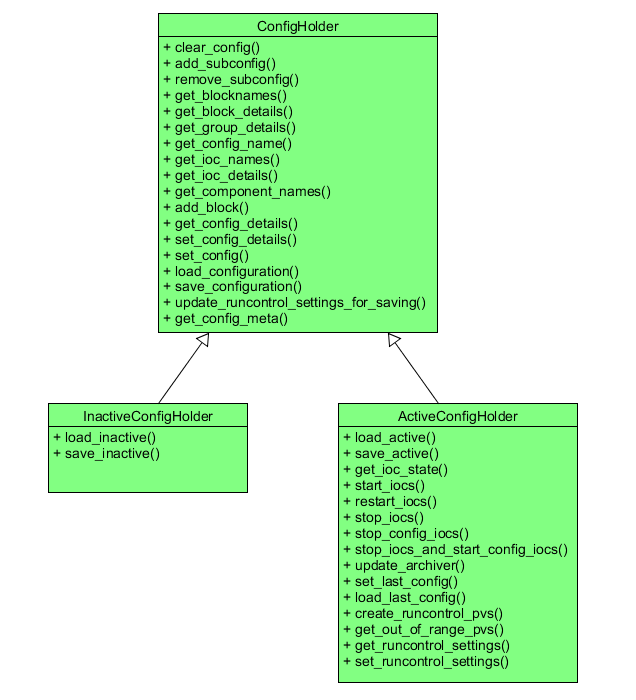 ConfigHolder
+ clear_config()
+ add_subconfig()
+ remove_subconfig()
+ get_blocknames()
+ get_block_details()
+ get_group_details()
+ get_config_name()
+ get_ioc_names()
+ get_ioc_details()
+ get_component_names()
+ add_block()
+ get_config_details()
+ set_config_details()
+ set_config()
+ load_configuration()
+ save_configuration()
+ update_runcontrol_settings_for_saving()
+ get_config_meta()
InactiveConfigHolder
+ load_inactive()
+ save_inactive()
ActiveConfigHolder
+ load_active()
+ save_active()
+ get_ioc_state()
+ start_iocs()
+ restart_iocs()
+ stop_iocs()
+ stop_config_iocs()
+ stop_iocs_and_start_config_iocs()
+ update_archiver()
+ set_last_config()
+ load_last_config()
+ create_runcontrol_pvs()
+ get_out_of_range_pvs()
+ get_runcontrol_settings()
+ set_runcontrol_settings()